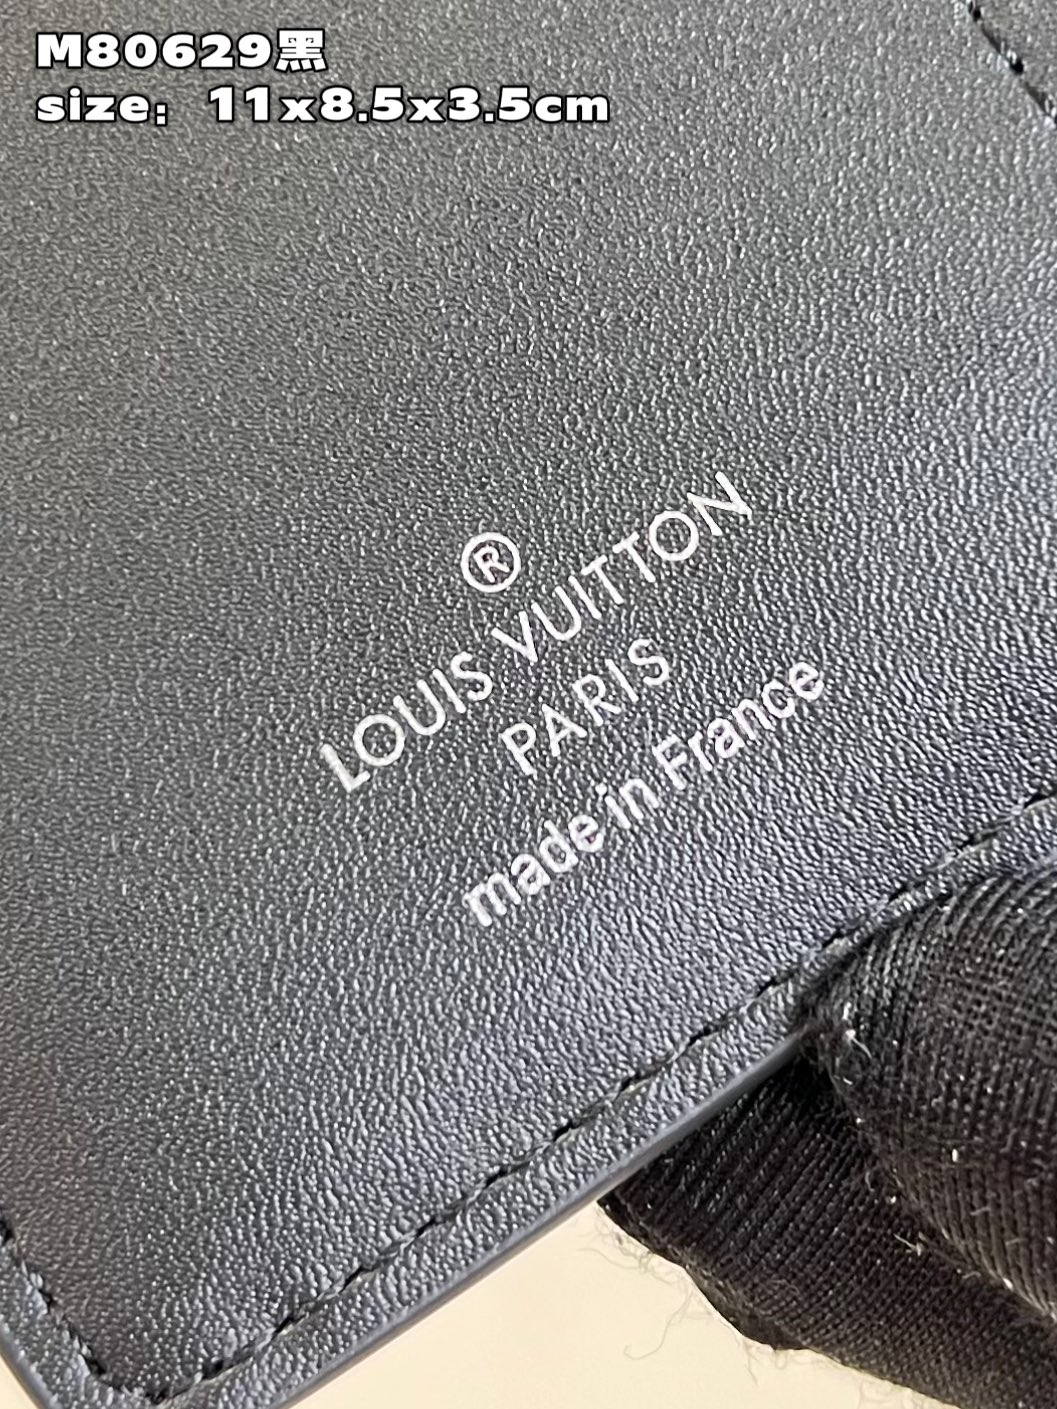 M80629黑
size: 11x8.5x3.5cm
®
LOUIS VUITTON
PARIS
made in France